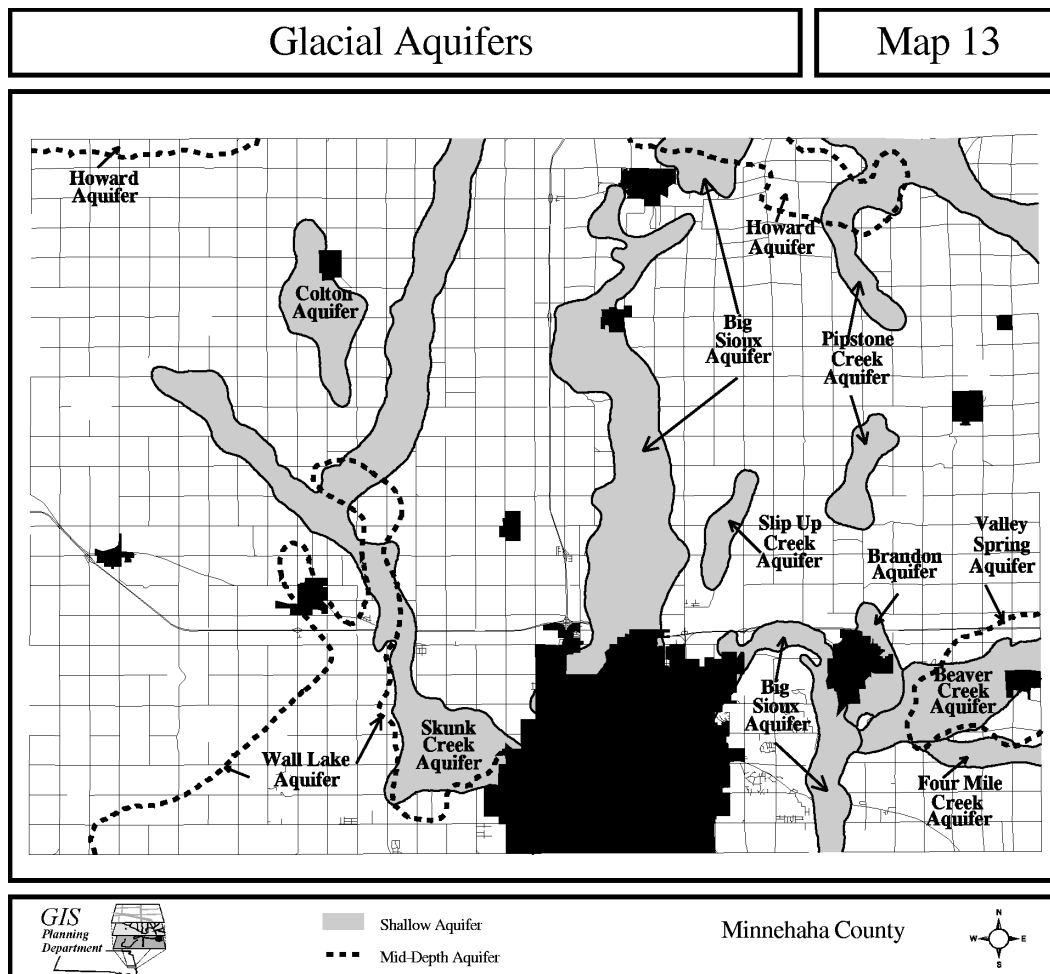 Glacial Aquifers
Map 13
Howard
Aquifer
Colton
Aquifer
Howard
Aquifer
Big
Sioux
Aquifer
Pipstone
Creek
Aquifer
Slip Up
Creek
Aquifer
Valley
Spring
Aquifer
Brandon
Aquifer
Beaver
Creek
Aquifer
Big
Sioux
Aquifer
Skunk
Creek
Aquifer
Wall Lake
Aquifer
Four Mile
Creek
Aquifer
GIS
Planning
Department
Shallow Aquifer
Mid-Depth Aquifer
Minnehaha County
N
W
E
S